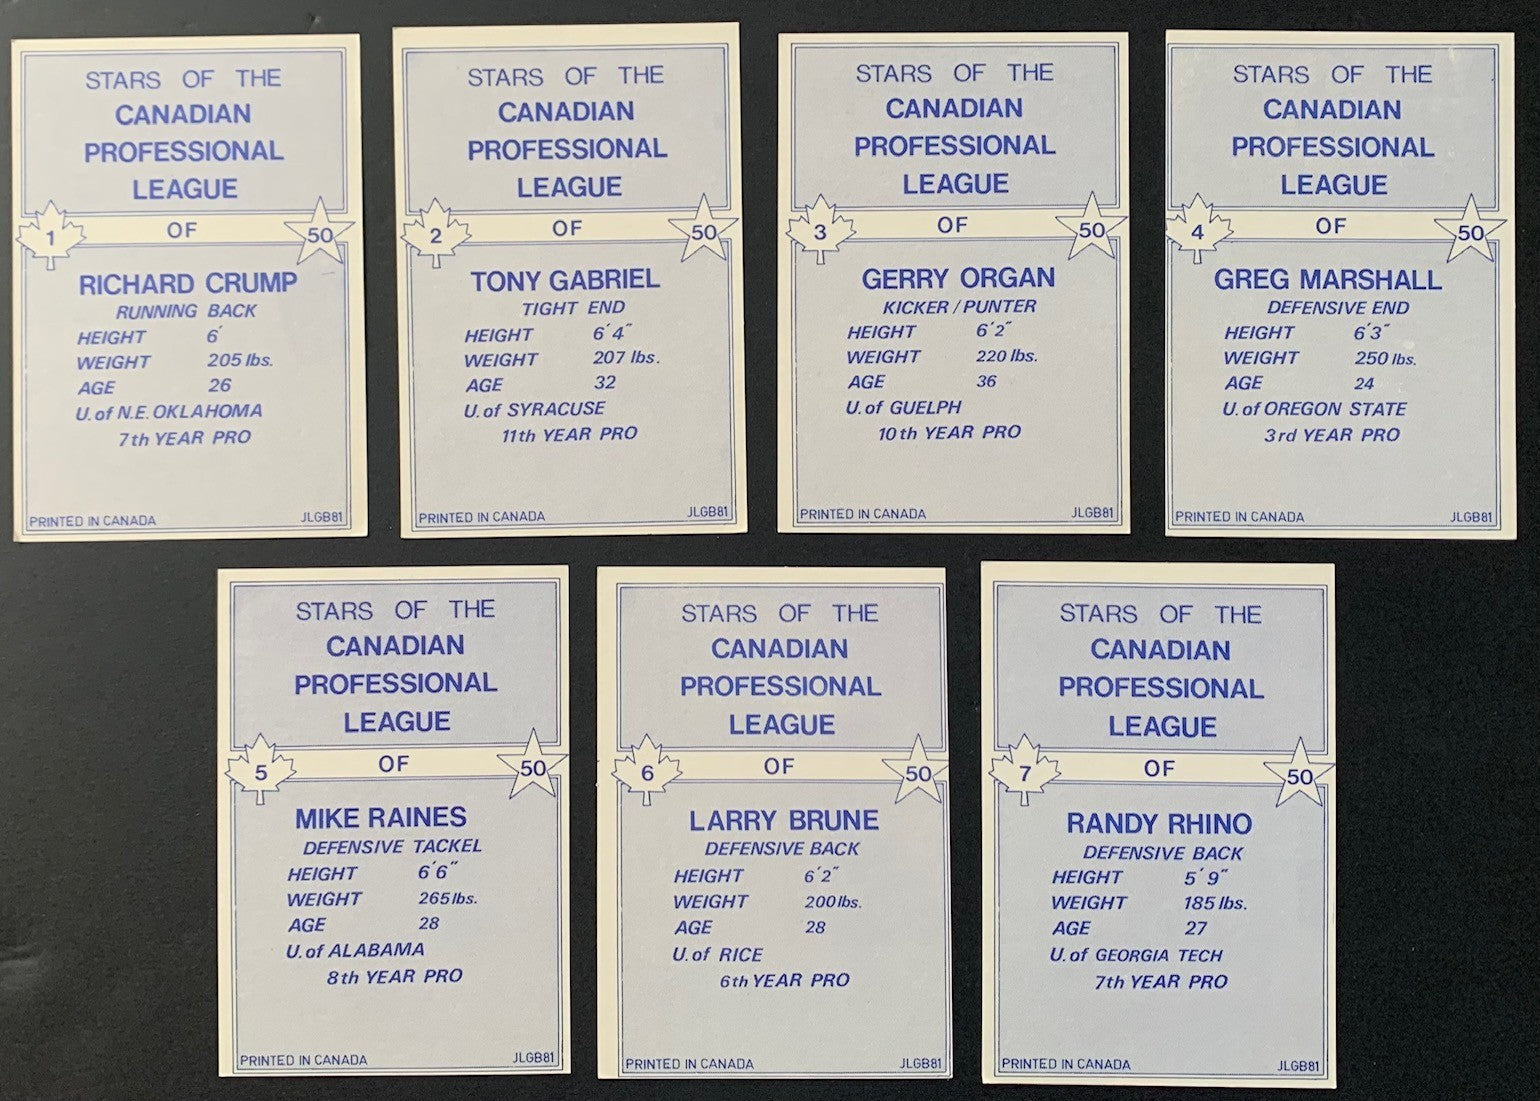 STARS OF THE
CANADIAN
PROFESSIONAL
LEAGUE
1 OF 50
RICHARD CRUMP
RUNNING BACK
HEIGHT 6'
WEIGHT 205 lbs.
AGE 26
U. of N.E. OKLAHOMA
7th YEAR PRO
PRINTED IN CANADA JLGB81
STARS OF THE
CANADIAN
PROFESSIONAL
LEAGUE
2 OF 50
TONY GABRIEL
TIGHT END
HEIGHT 6'4"
WEIGHT 207 lbs.
AGE 32
U. of SYRACUSE
11th YEAR PRO
PRINTED IN CANADA JLGB81
STARS OF THE
CANADIAN
PROFESSIONAL
LEAGUE
3 OF 50
GERRY ORGAN
KICKER / PUNTER
HEIGHT 6'2"
WEIGHT 220 lbs.
AGE 36
U. of GUELPH
10th YEAR PRO
PRINTED IN CANADA JLGB81
STARS OF THE
CANADIAN
PROFESSIONAL
LEAGUE
4 OF 50
GREG MARSHALL
DEFENSIVE END
HEIGHT 6'3"
WEIGHT 250 lbs.
AGE 24
U. of OREGON STATE
3rd YEAR PRO
PRINTED IN CANADA JLGB81
STARS OF THE
CANADIAN
PROFESSIONAL
LEAGUE
5 OF 50
MIKE RAINES
DEFENSIVE TACKEL
HEIGHT 6'6"
WEIGHT 265 lbs.
AGE 28
U. of ALABAMA
8th YEAR PRO
PRINTED IN CANADA JLGB81
STARS OF THE
CANADIAN
PROFESSIONAL
LEAGUE
6 OF 50
LARRY BRUNE
DEFENSIVE BACK
HEIGHT 6'2"
WEIGHT 200 lbs.
AGE 28
U. of RICE
6th YEAR PRO
PRINTED IN CANADA JLGB81
STARS OF THE
CANADIAN
PROFESSIONAL
LEAGUE
7 OF 50
RANDY RHINO
DEFENSIVE BACK
HEIGHT 5'9"
WEIGHT 185 lbs.
AGE 27
U. of GEORGIA TECH
7th YEAR PRO
PRINTED IN CANADA JLGB81